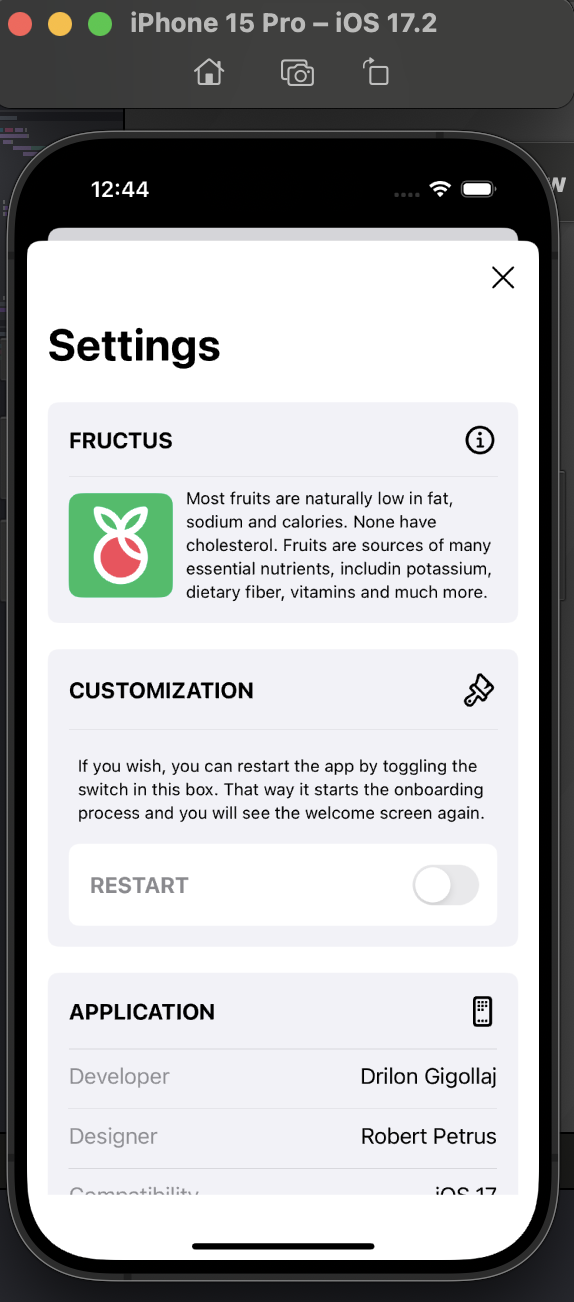 iPhone 15 Pro – iOS 17.2
12:44
Settings
FRUCTUS
Most fruits are naturally low in fat,
sodium and calories. None have
cholesterol. Fruits are sources of many
essential nutrients, includin potassium,
dietary fiber, vitamins and much more.
CUSTOMIZATION
If you wish, you can restart the app by toggling the
switch in this box. That way it starts the onboarding
process and you will see the welcome screen again.
RESTART
APPLICATION
Developer Drilon Gigollaj
Designer Robert Petrus
Compatibility iOS 17